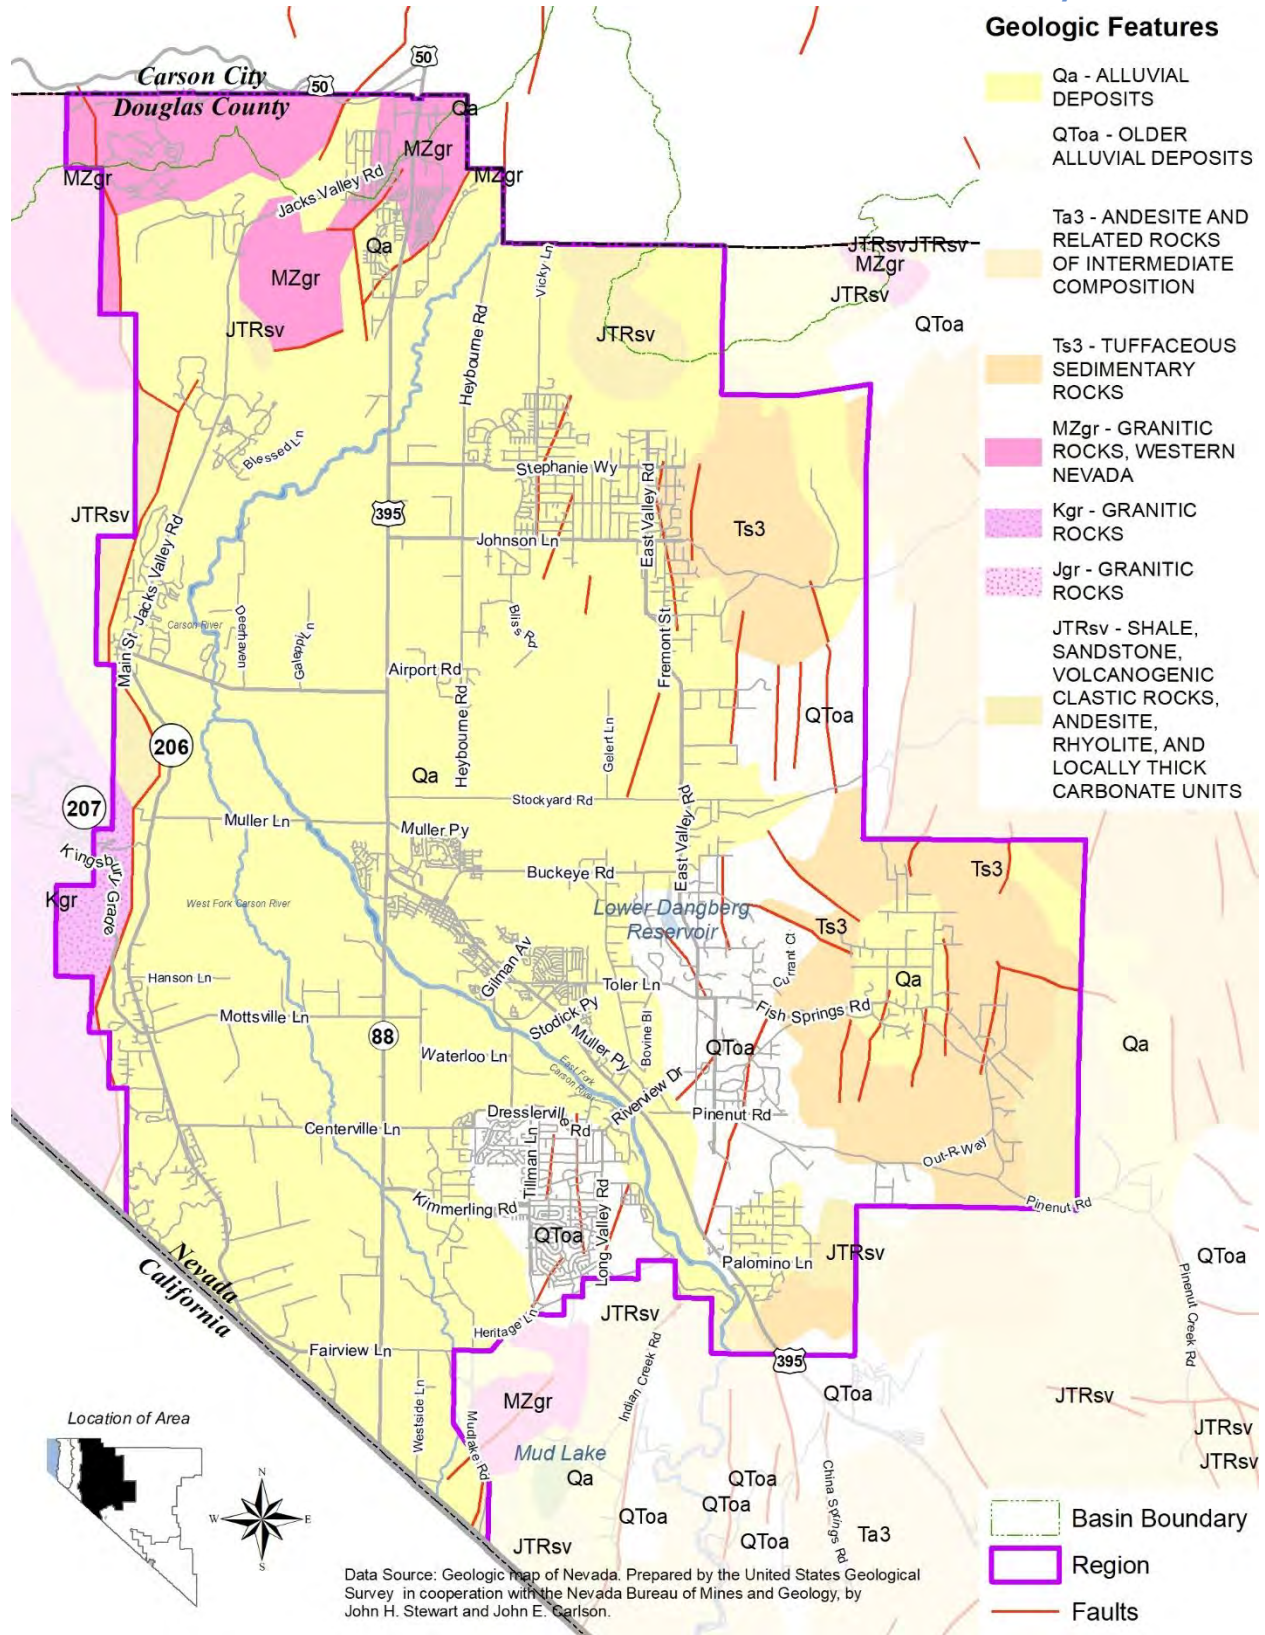 Geologic Features
Qa - ALLUVIAL
DEPOSITS
QToa - OLDER
ALLUVIAL DEPOSITS
Ta3 - ANDESITE AND
RELATED ROCKS
OF INTERMEDIATE
COMPOSITION
Ts3 - TUFFACEOUS
SEDIMENTARY
ROCKS
MZgr - GRANITIC
ROCKS, WESTERN
NEVADA
Kgr - GRANITIC
ROCKS
Jgr - GRANITIC
ROCKS
JTRsv - SHALE,
SANDSTONE,
VOLCANOGENIC
CLASTIC ROCKS,
ANDESITE,
RHYOLITE, AND
LOCALLY THICK
CARBONATE UNITS
50
Carson City
50
Douglas County
Qa
MZgr
MZgr
MZgr
Jacks Valley Rd
Qa
MZgr
JTRsv
Vicky Ln
Heybourne Rd
JTRsv
JTRsv
JTRsv
MZgr
JTRsv
QToa
Blessed Ln
Stephanie Wy
395
East Valley Rd
Ts3
JTRsv
Johnson Ln
Jacks Valley Rd
Carson River
Deerhaven
Galeppi Ln
Bliss Rd
Main St
Airport Rd
Fremont St
Heybourne Rd
Gelert Ln
QToa
206
Qa
207
Stockyard Rd
Muller Ln
Muller Py
East Valley Rd
Kingsbury Grade
Buckeye Rd
Ts3
Kgr
West Fork Carson River
Lower Dangberg
Reservoir
Ts3
Gilman Av
Currant Ct
Hanson Ln
Toler Ln
Qa
Mottsville Ln
Stodick Py
Fish Springs Rd
88
Muller Py
Bovine Bl
QToa
Qa
Waterloo Ln
East Fork
Carson River
Riverview Dr
Dresslerville Rd
Pinenut Rd
Centerville Ln
Tillman Ln
Out-R-Way
Kimmerling Rd
Long Valley Rd
Pinenut Rd
QToa
JTRsv
QToa
Palomino Ln
Nevada
California
Pinenut Creek Rd
JTRsv
Heritage Ln
Fairview Ln
395
Indian Creek Rd
Westside Ln
MZgr
QToa
JTRsv
JTRsv
Mudlake Rd
Mud Lake
JTRsv
Qa
QToa
QToa
QToa
China Springs Rd
QToa
Ta3
JTRsv
Location of Area
N
W
E
S
Basin Boundary
Region
Faults
Data Source: Geologic map of Nevada. Prepared by the United States Geological
Survey in cooperation with the Nevada Bureau of Mines and Geology, by
John H. Stewart and John E. Carlson.